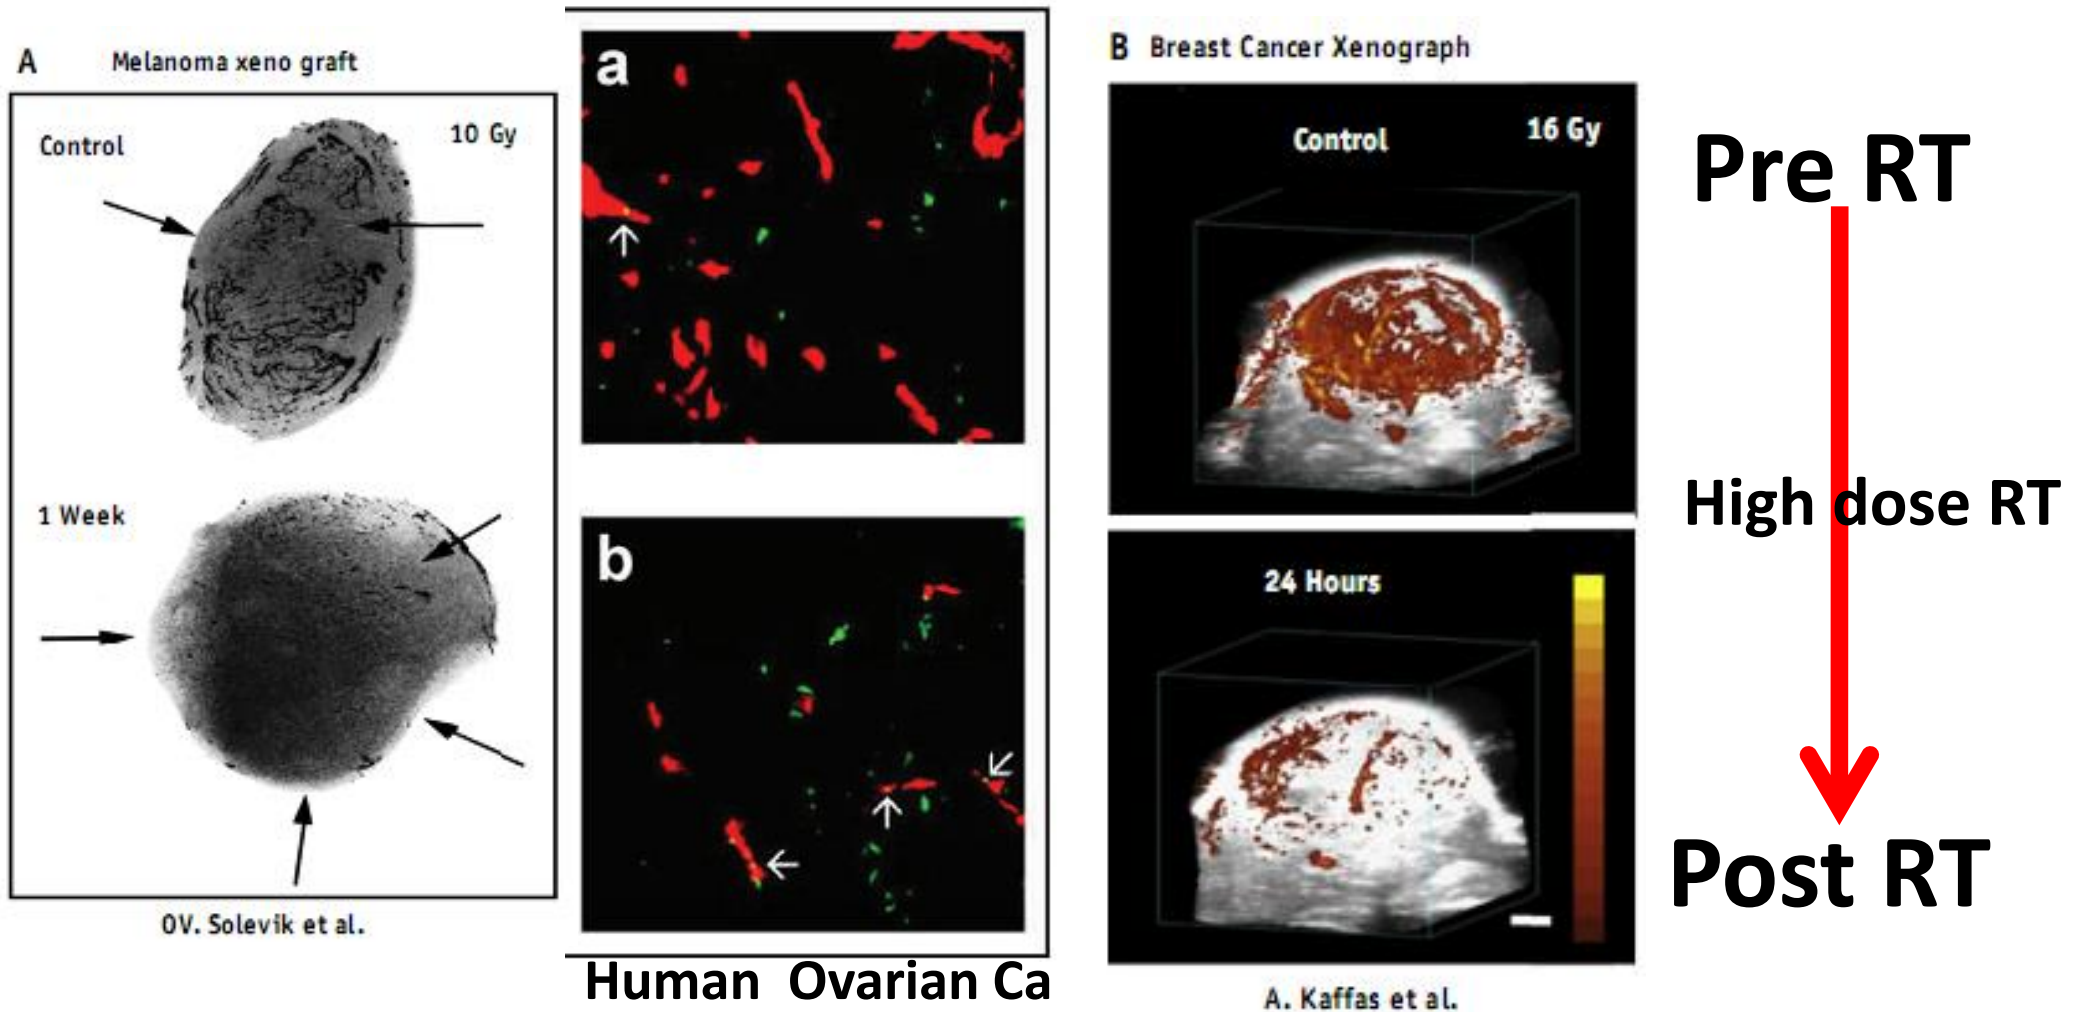 A Melanoma xeno graft
Control
10 Gy
1 Week
OV. Solevik et al.
a
b
Human Ovarian Ca
B Breast Cancer Xenograph
Control
16 Gy
24 Hours
A. Kaffas et al.
Pre RT
High dose RT
Post RT